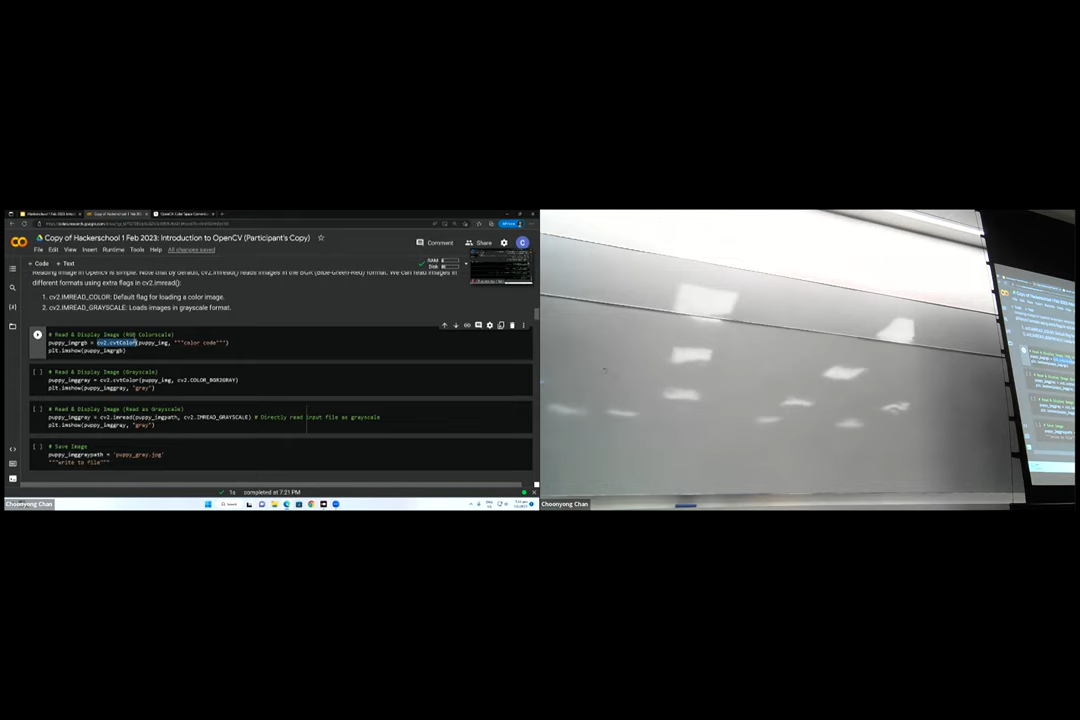 Copy of Hackerschool 1 Feb 2023: Introduction to OpenCV (Participant's Copy)
File Edit View Insert Runtime Tools Help All changes saved
Comment Share C
+ Code + Text
RAM
Disk
Reading image in OpenCV is simple. Note that by default, cv2.imread() reads images in the BGR (Blue-Green-Red) format. We can read images in
different formats using extra flags in cv2.imread():
1. cv2.IMREAD_COLOR: Default flag for loading a color image.
2. cv2.IMREAD_GRAYSCALE: Loads images in grayscale format.
# Read & Display Image (RGB Colorscale)
puppy_imgrgb = cv2.cvtColor(puppy_img, """color code""")
plt.imshow(puppy_imgrgb)
[ ] # Read & Display Image (Grayscale)
puppy_imggray = cv2.cvtColor(puppy_img, cv2.COLOR_BGR2GRAY)
plt.imshow(puppy_imggray, "gray")
[ ] # Read & Display Image (Read as Grayscale)
puppy_imggray = cv2.imread(puppy_imgpath, cv2.IMREAD_GRAYSCALE) # Directly read input file as grayscale
plt.imshow(puppy_imggray, "gray")
[ ] # Save Image
puppy_imggraypath = 'puppy_gray.jpg'
"""write to file"""
1s completed at 7:21 PM
Choonyong Chan
Choonyong Chan